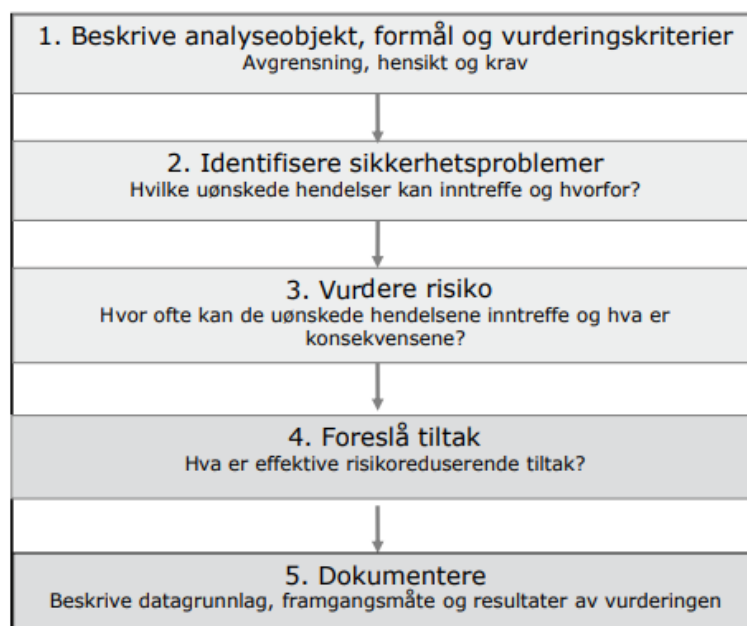 1. Beskrive analyseobjekt, formål og vurderingskriterier
Avgrensning, hensikt og krav
2. Identifisere sikkerhetsproblemer
Hvilke uønskede hendelser kan inntreffe og hvorfor?
3. Vurdere risiko
Hvor ofte kan de uønskede hendelsene inntreffe og hva er
konsekvensene?
4. Foreslå tiltak
Hva er effektive risikoreduserende tiltak?
5. Dokumentere
Beskrive datagrunnlag, framgangsmåte og resultater av vurderingen